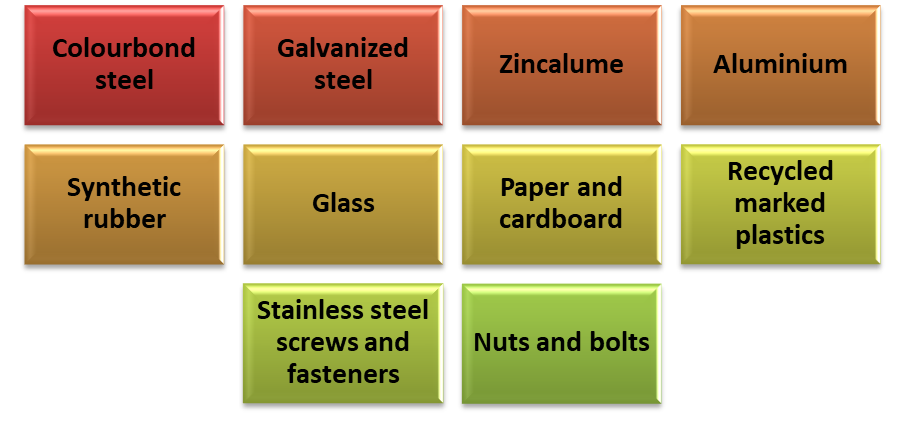 Colourbond
steel
Galvanized
steel
Zincalume
Aluminium
Synthetic
rubber
Glass
Paper and
cardboard
Recycled
marked
plastics
Stainless steel
screws and
fasteners
Nuts and bolts